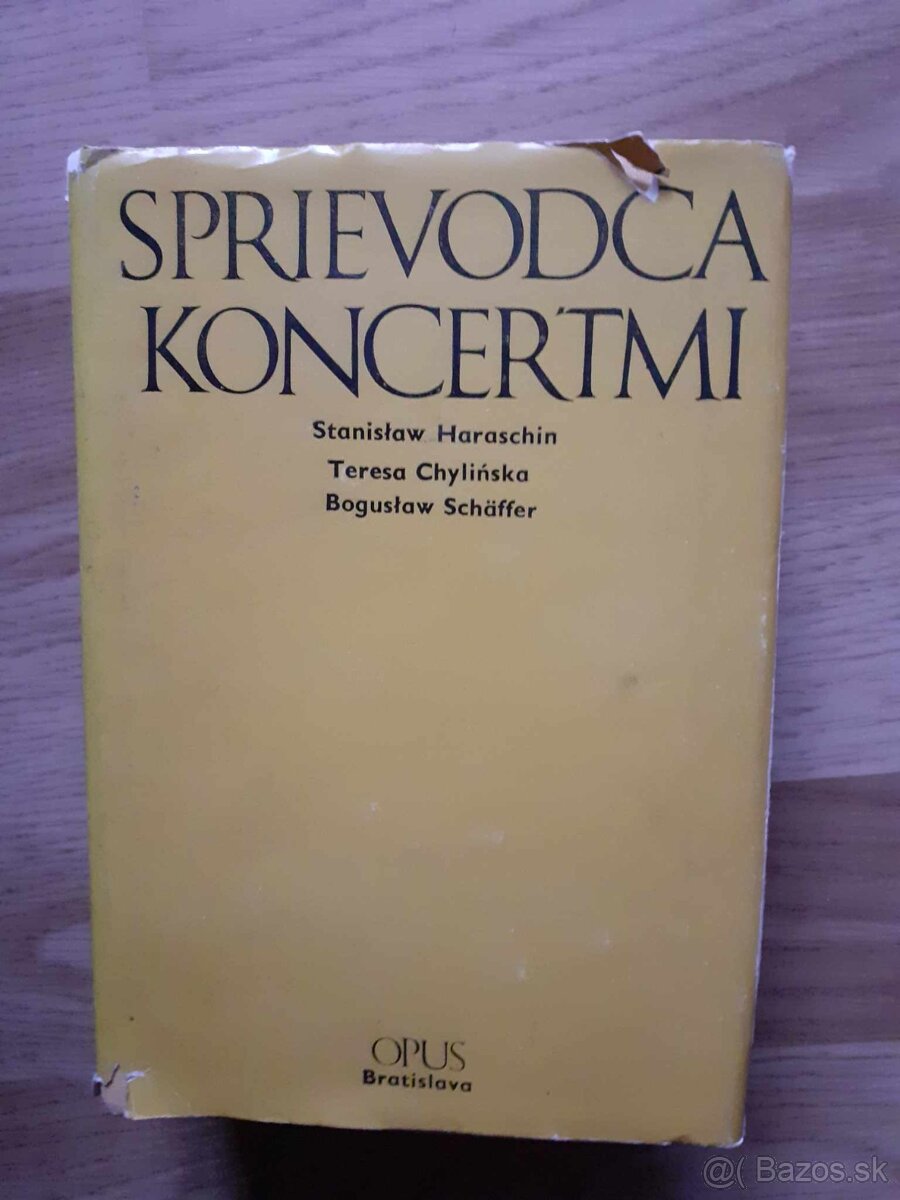 SPRIEVODCA
KONCERTMI
Stanisław Haraschin
Teresa Chylińska
Bogusław Schäffer
OPUS
Bratislava
@( Bazos.sk